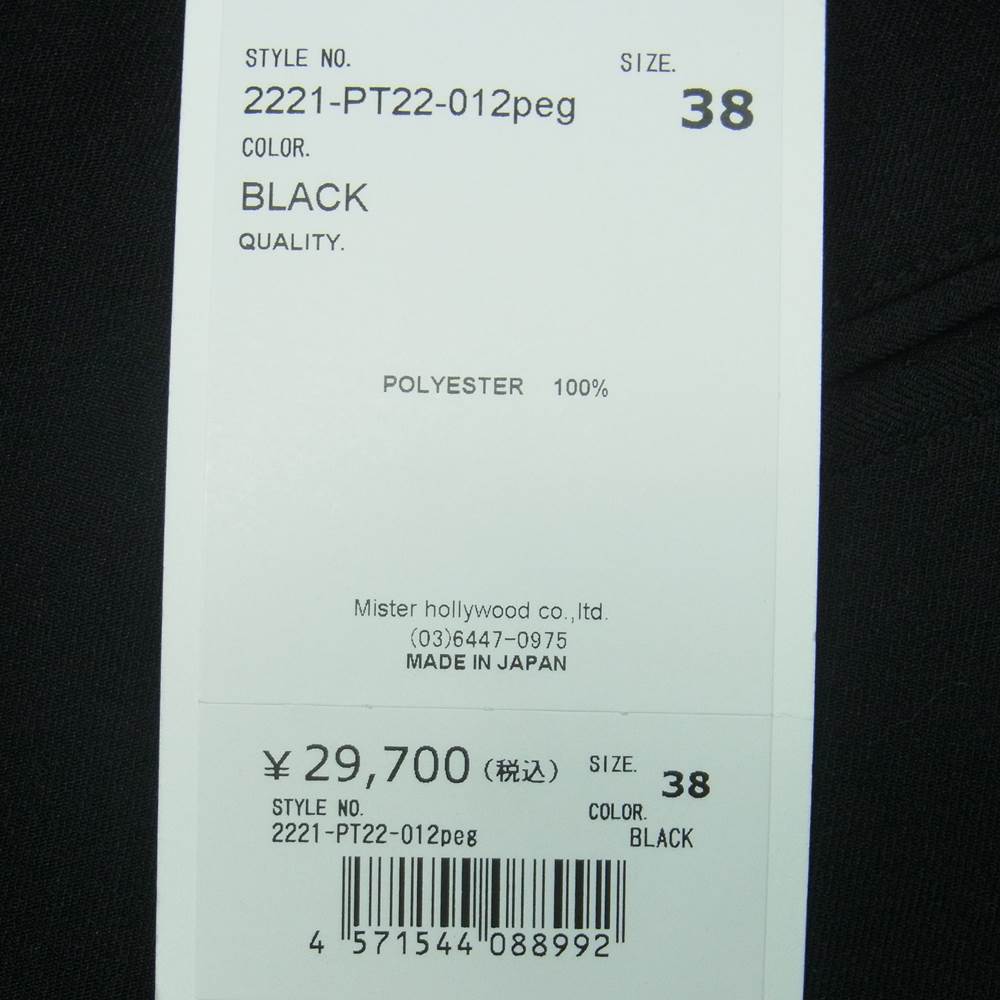 STYLE NO. SIZE.
2221-PT22-012peg 38
COLOR.
BLACK
QUALITY.
POLYESTER 100%
Mister hollywood co.,ltd.
(03)6447-0975
MADE IN JAPAN
¥ 29,700 (税込) SIZE. 38
STYLE NO. COLOR.
2221-PT22-012peg BLACK
4 571544 088992